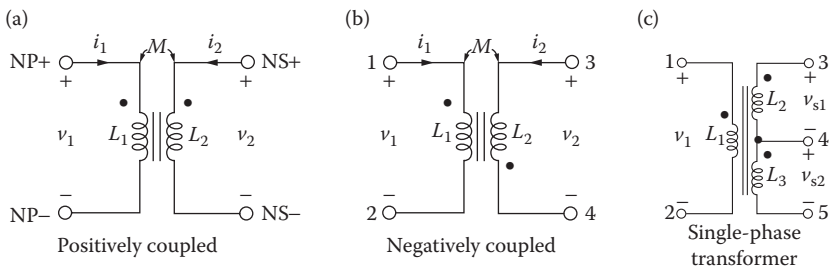 (a)
NP+
i1
M
i2
NS+
+
+
v1
L1
L2
v2
−
−
NP−
NS−
Positively coupled
(b)
1
i1
M
i2
3
+
+
v1
L1
L2
v2
−
−
2
4
Negatively coupled
(c)
1
3
+
+
L2
vs1
v1
L1
−
4
+
L3
vs2
2
−
−
5
Single-phase
transformer